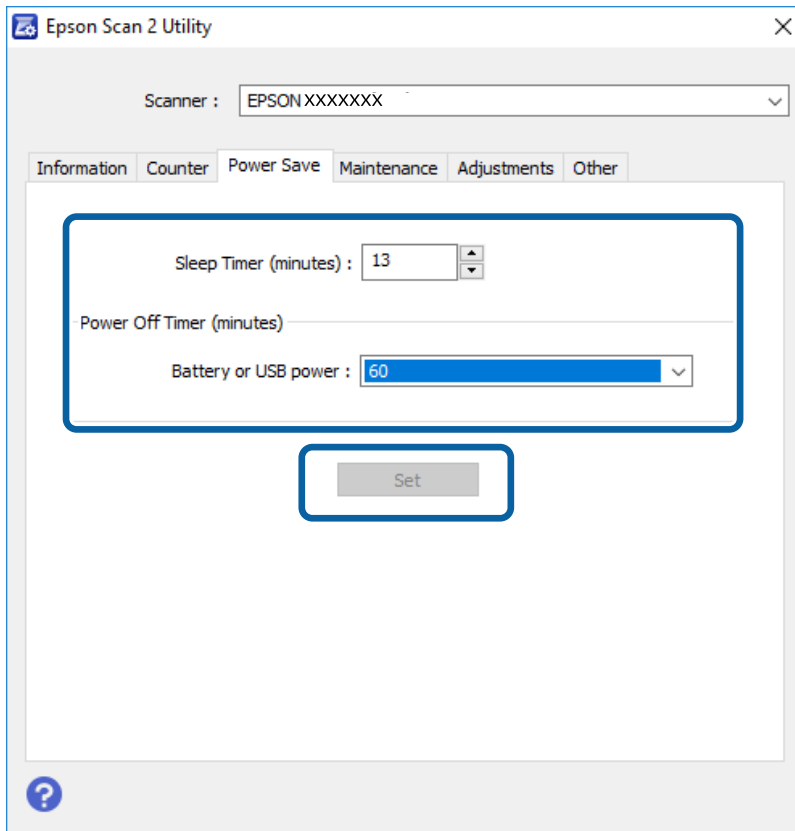 Epson Scan 2 Utility
Scanner : EPSON XXXXXXX
Information Counter Power Save Maintenance Adjustments Other
Sleep Timer (minutes) : 13
Power Off Timer (minutes)
Battery or USB power : 60
Set
?